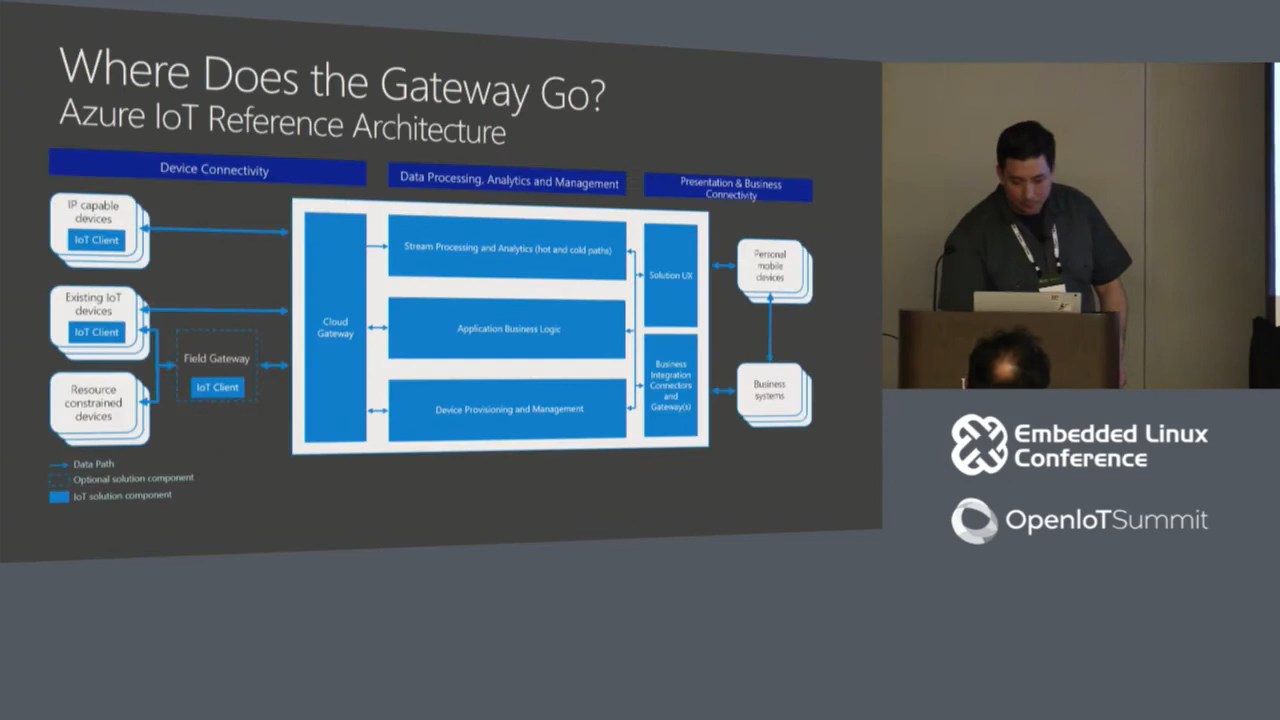 Where Does the Gateway Go?
Azure IoT Reference Architecture
Device Connectivity
Data Processing, Analytics and Management
Presentation & Business
Connectivity
IP capable
devices
IoT Client
Existing IoT
devices
IoT Client
Resource
constrained
devices
Field Gateway
IoT Client
Cloud
Gateway
Stream Processing and Analytics (hot and cold paths)
Application Business Logic
Device Provisioning and Management
Solution UX
Business
Integration
Connectors
and
Gateway(s)
Personal
mobile
devices
Business
systems
Data Path
Optional solution component
IoT solution component
Embedded Linux
Conference
OpenIoTSummit